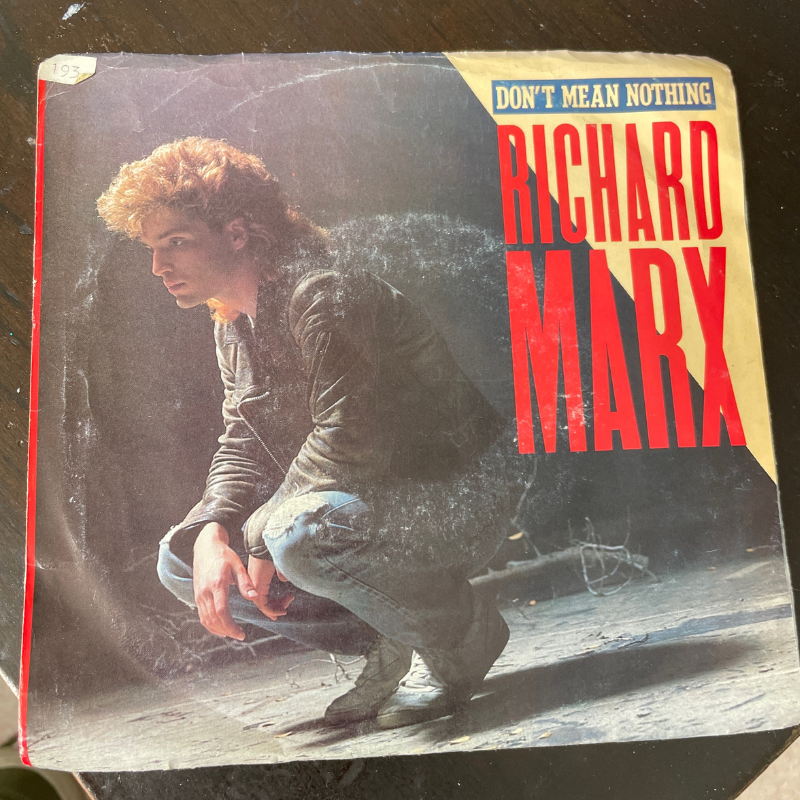 193
DON'T MEAN NOTHING
RICHARD
MARX